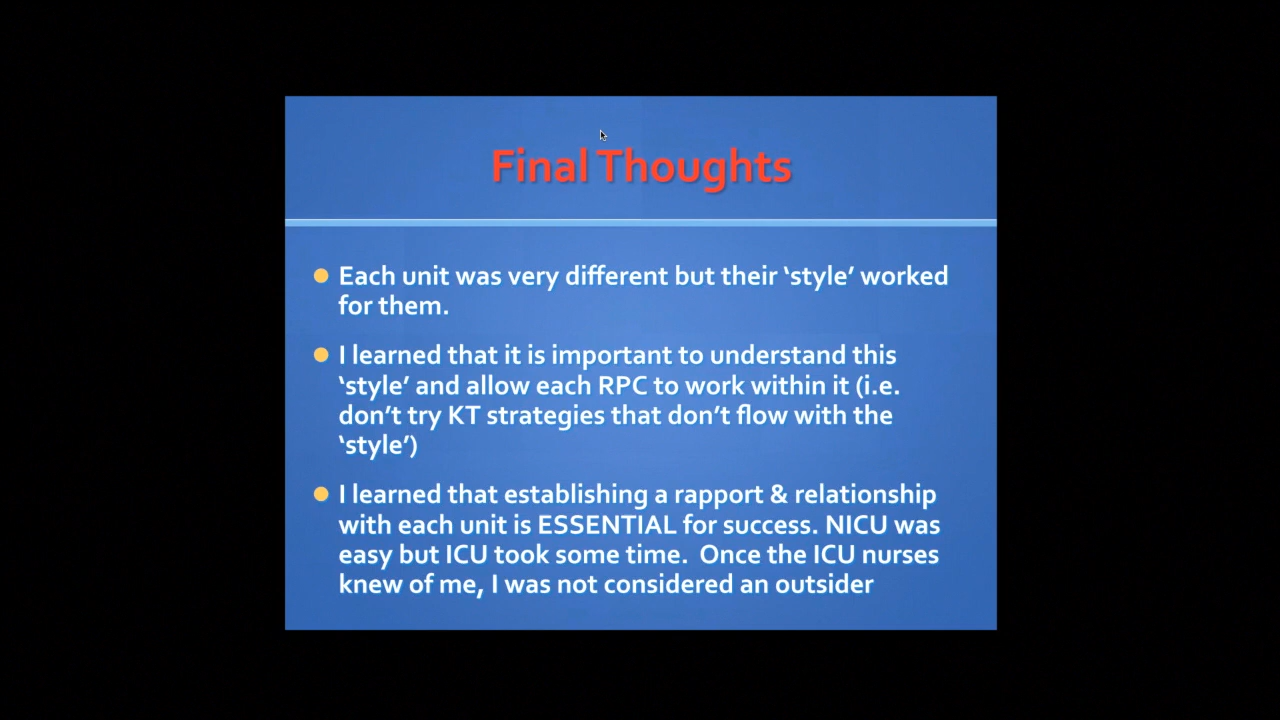 Final Thoughts
Each unit was very different but their ‘style’ worked
for them.
I learned that it is important to understand this
‘style’ and allow each RPC to work within it (i.e.
don’t try KT strategies that don’t flow with the
‘style’)
I learned that establishing a rapport & relationship
with each unit is ESSENTIAL for success. NICU was
easy but ICU took some time.  Once the ICU nurses
knew of me, I was not considered an outsider